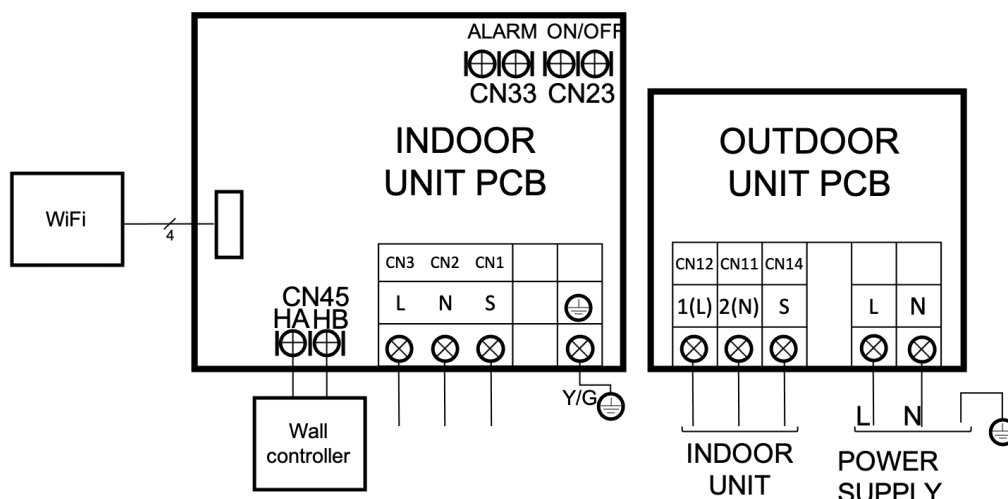 ALARM ON/OFF
CN33 CN23
INDOOR
UNIT PCB
WiFi
4
CN45
HA HB
CN3 CN2 CN1
L N S
Y/G
Wall
controller
OUTDOOR
UNIT PCB
CN12 CN11 CN14
1(L) 2(N) S L N
L N
INDOOR
UNIT
POWER
SUPPLY